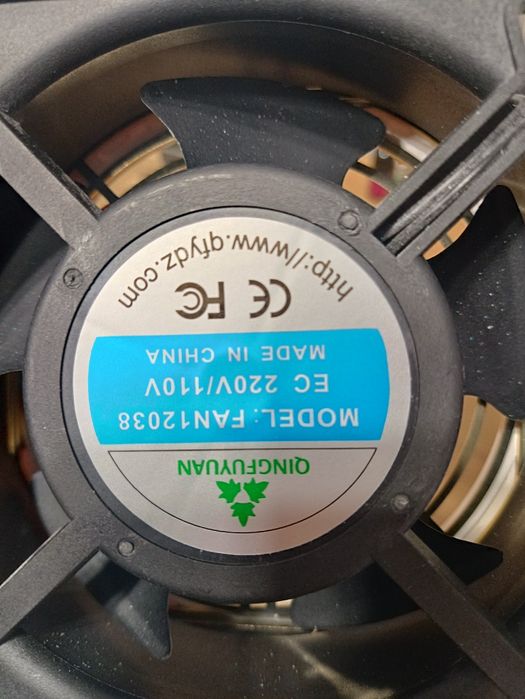 QINGFUYUAN
MODEL: FAN12038
EC 220V/110V
MADE IN CHINA
CE FC
http://www.qfydz.com